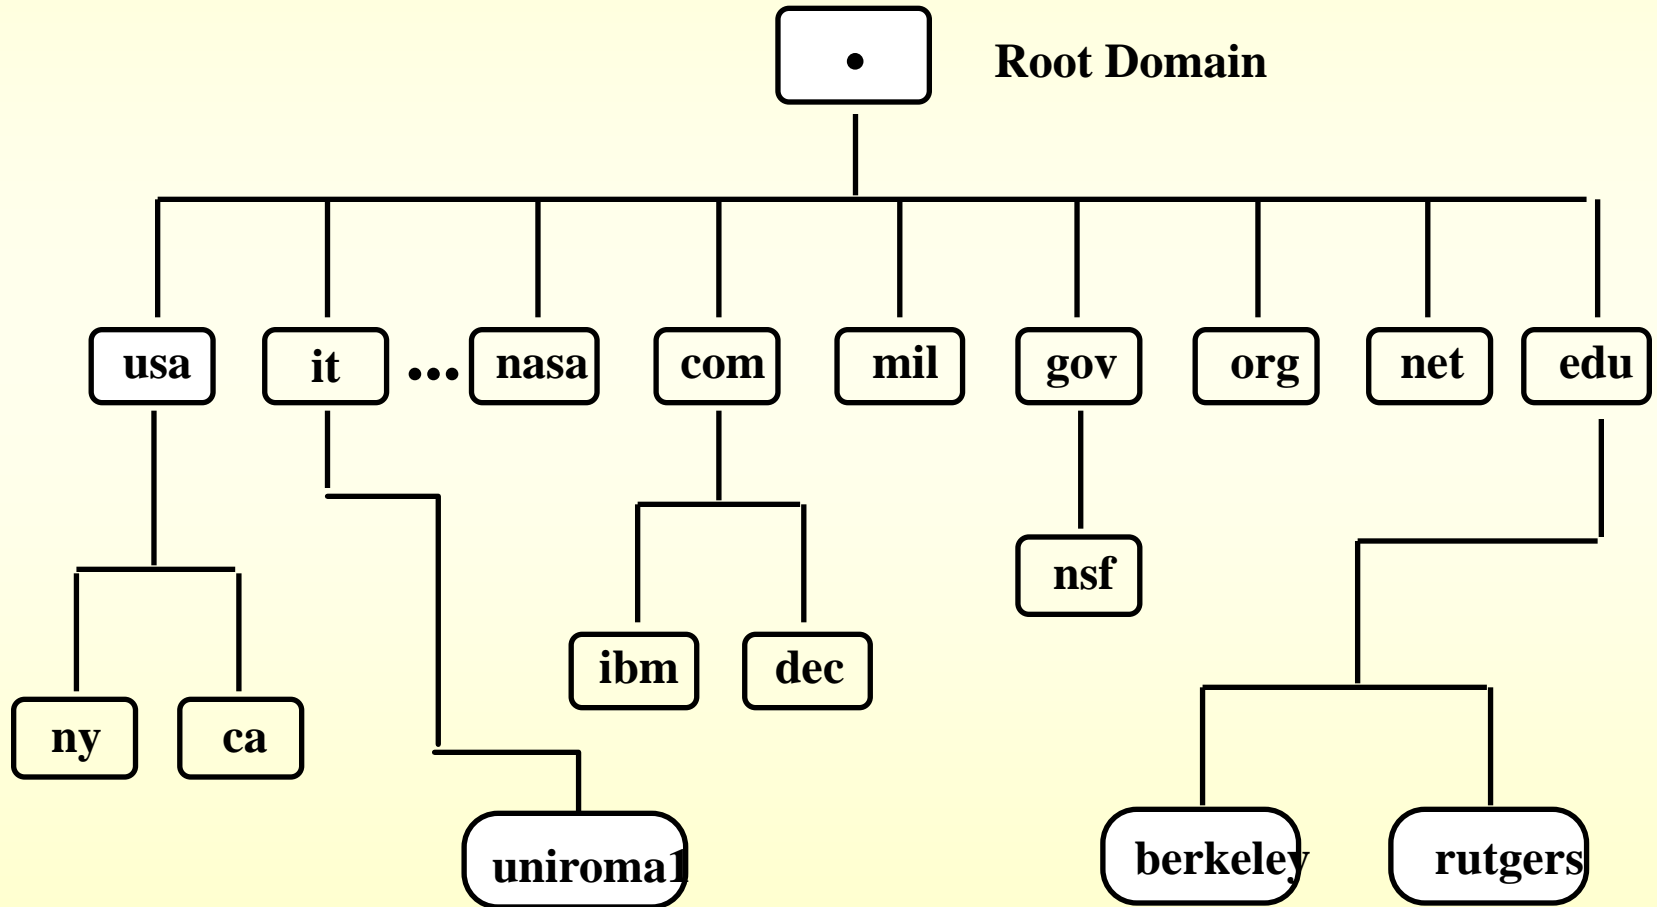 . Root Domain
usa it ... nasa com mil gov org net edu
nsf
ibm dec
ny ca
uniroma1 berkeley rutgers